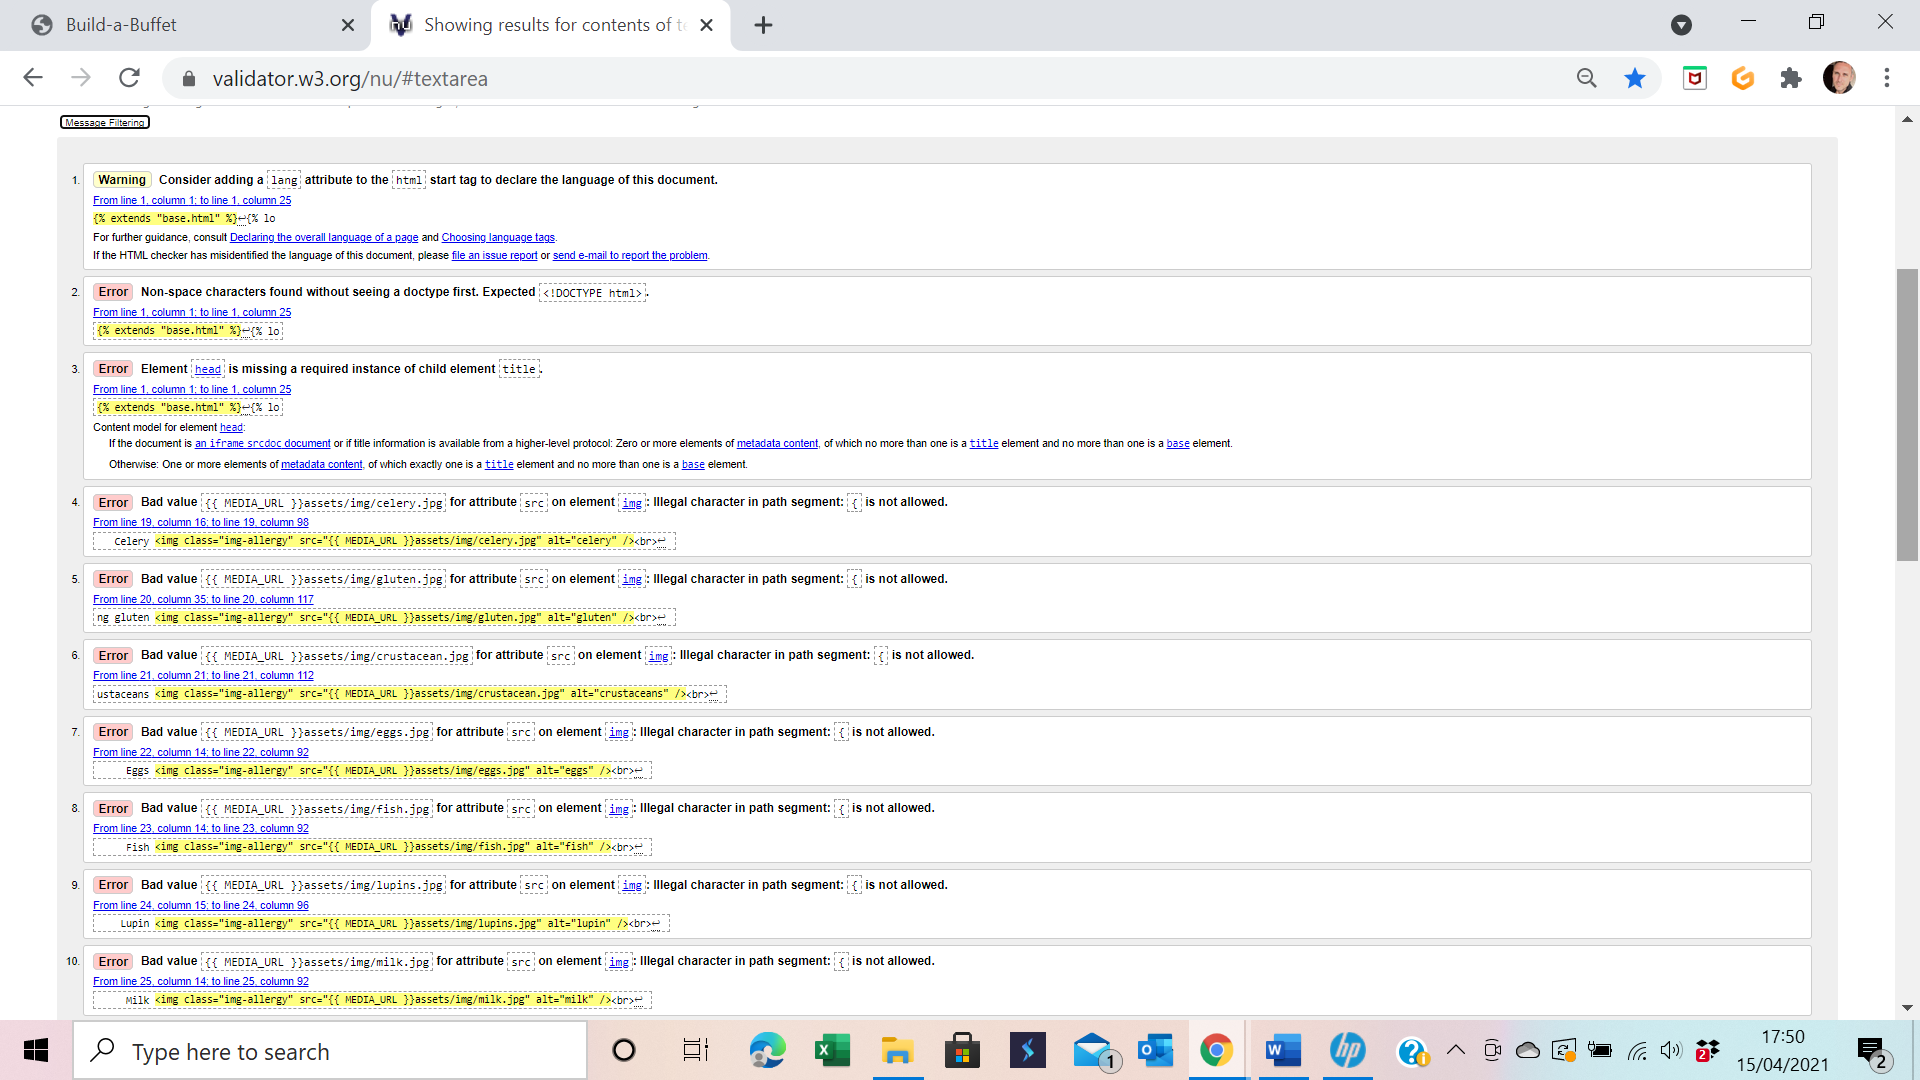 Build-a-Buffet
Showing results for contents of te
validator.w3.org/nu/#textarea
Message Filtering
1. Warning Consider adding a lang attribute to the html start tag to declare the language of this document.
From line 1, column 1; to line 1, column 25
{% extends "base.html" %}↩{% lo
For further guidance, consult Declaring the overall language of a page and Choosing language tags.
If the HTML checker has misidentified the language of this document, please file an issue report or send e-mail to report the problem.
2. Error Non-space characters found without seeing a doctype first. Expected <!DOCTYPE html>.
From line 1, column 1; to line 1, column 25
{% extends "base.html" %}↩{% lo
3. Error Element head is missing a required instance of child element title.
From line 1, column 1; to line 1, column 25
{% extends "base.html" %}↩{% lo
Content model for element head:
If the document is an iframe srcdoc document or if title information is available from a higher-level protocol: Zero or more elements of metadata content, of which no more than one is a title element and no more than one is a base element.
Otherwise: One or more elements of metadata content, of which exactly one is a title element and no more than one is a base element.
4. Error Bad value {{ MEDIA_URL }}assets/img/celery.jpg for attribute src on element img: Illegal character in path segment: { is not allowed.
From line 19, column 16; to line 19, column 98
Celery <img class="img-allergy" src="{{ MEDIA_URL }}assets/img/celery.jpg" alt="celery" /><br>↩
5. Error Bad value {{ MEDIA_URL }}assets/img/gluten.jpg for attribute src on element img: Illegal character in path segment: { is not allowed.
From line 20, column 35; to line 20, column 117
ng gluten <img class="img-allergy" src="{{ MEDIA_URL }}assets/img/gluten.jpg" alt="gluten" /><br>↩
6. Error Bad value {{ MEDIA_URL }}assets/img/crustacean.jpg for attribute src on element img: Illegal character in path segment: { is not allowed.
From line 21, column 21; to line 21, column 112
ustaceans <img class="img-allergy" src="{{ MEDIA_URL }}assets/img/crustacean.jpg" alt="crustaceans" /><br>↩
7. Error Bad value {{ MEDIA_URL }}assets/img/eggs.jpg for attribute src on element img: Illegal character in path segment: { is not allowed.
From line 22, column 14; to line 22, column 92
Eggs <img class="img-allergy" src="{{ MEDIA_URL }}assets/img/eggs.jpg" alt="eggs" /><br>↩
8. Error Bad value {{ MEDIA_URL }}assets/img/fish.jpg for attribute src on element img: Illegal character in path segment: { is not allowed.
From line 23, column 14; to line 23, column 92
Fish <img class="img-allergy" src="{{ MEDIA_URL }}assets/img/fish.jpg" alt="fish" /><br>↩
9. Error Bad value {{ MEDIA_URL }}assets/img/lupins.jpg for attribute src on element img: Illegal character in path segment: { is not allowed.
From line 24, column 15; to line 24, column 96
Lupin <img class="img-allergy" src="{{ MEDIA_URL }}assets/img/lupins.jpg" alt="lupin" /><br>↩
10. Error Bad value {{ MEDIA_URL }}assets/img/milk.jpg for attribute src on element img: Illegal character in path segment: { is not allowed.
From line 25, column 14; to line 25, column 92
Milk <img class="img-allergy" src="{{ MEDIA_URL }}assets/img/milk.jpg" alt="milk" /><br>↩
Type here to search
1
2
17:50
15/04/2021
2